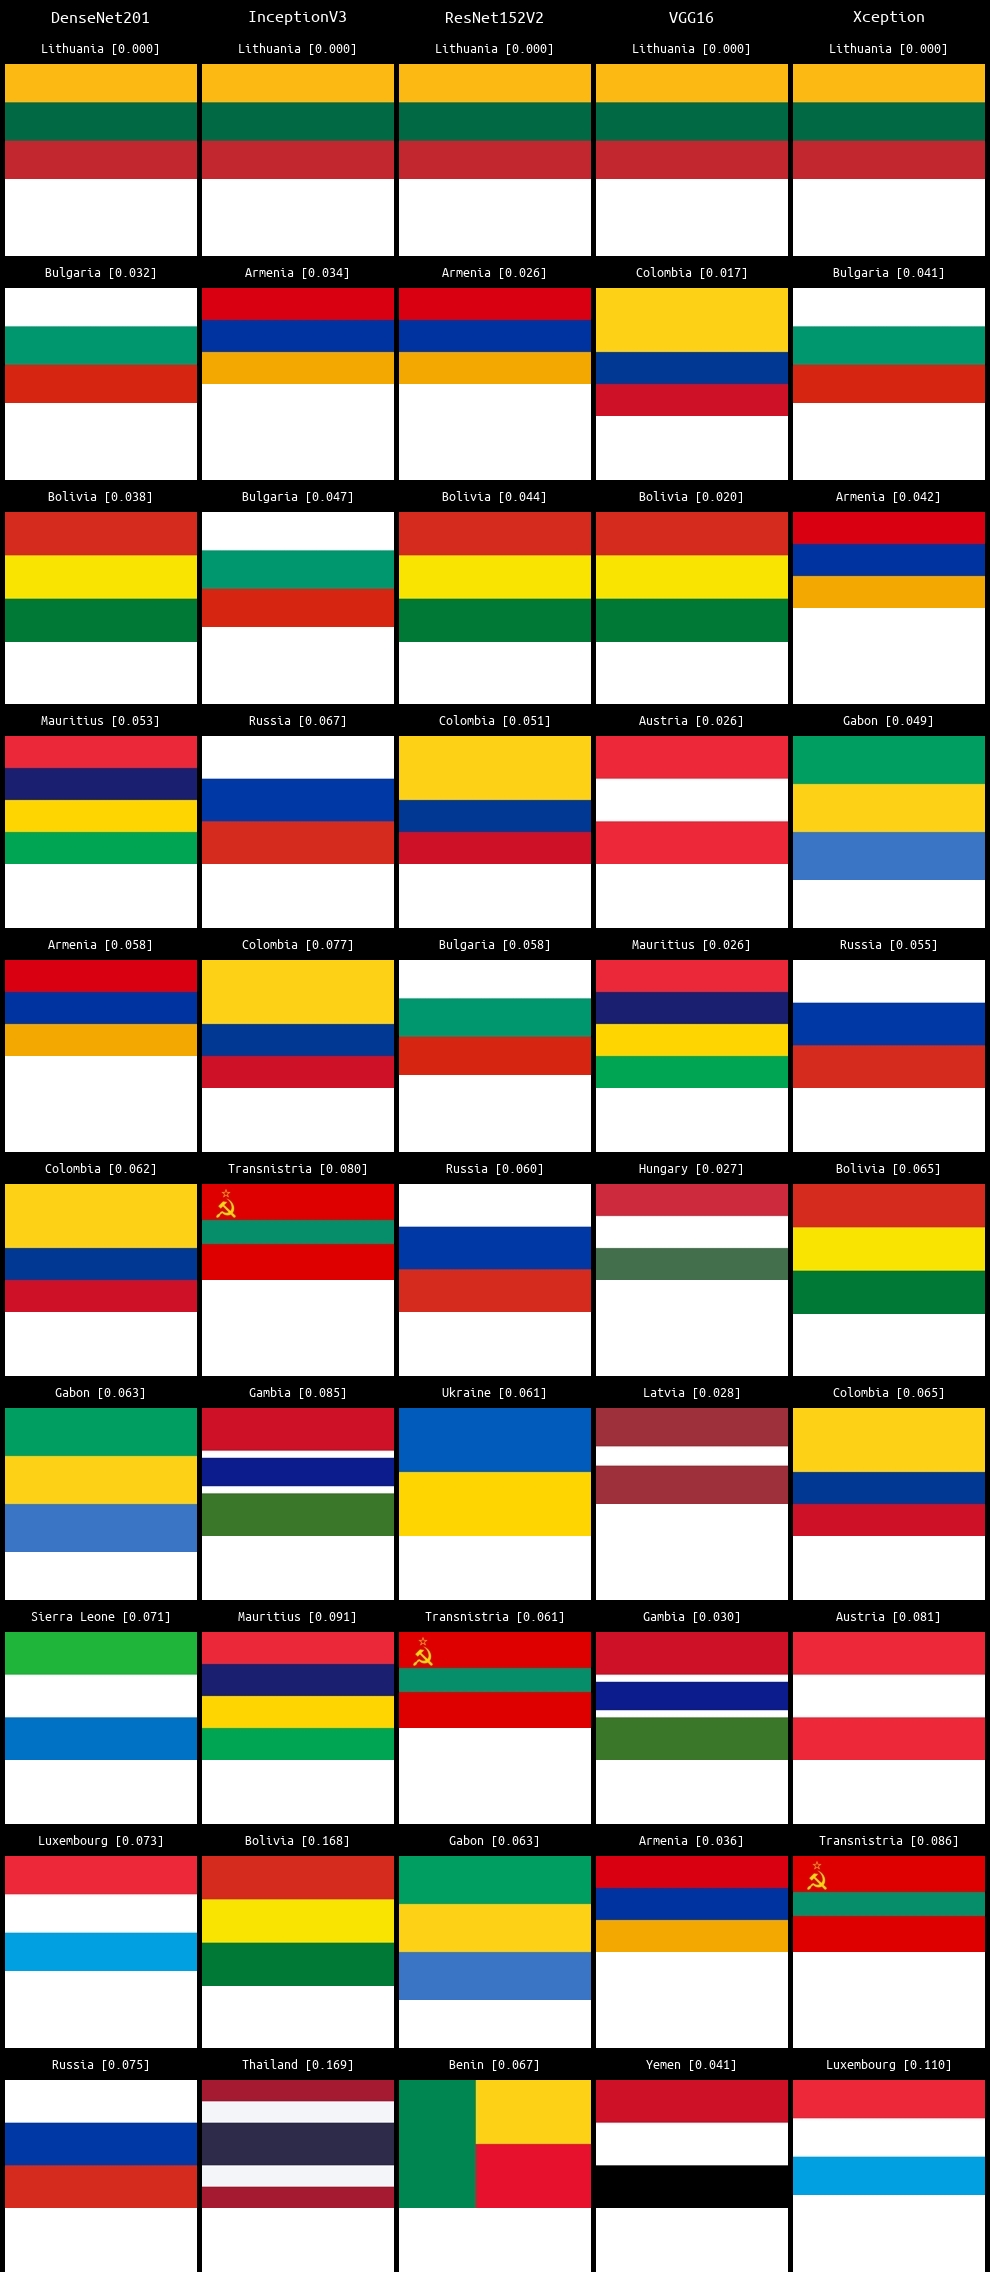 DenseNet201 InceptionV3 ResNet152V2 VGG16 Xception
Lithuania [0.000] Lithuania [0.000] Lithuania [0.000] Lithuania [0.000] Lithuania [0.000]
Bulgaria [0.032] Armenia [0.034] Armenia [0.026] Colombia [0.017] Bulgaria [0.041]
Bolivia [0.038] Bulgaria [0.047] Bolivia [0.044] Bolivia [0.020] Armenia [0.042]
Mauritius [0.053] Russia [0.067] Colombia [0.051] Austria [0.026] Gabon [0.049]
Armenia [0.058] Colombia [0.077] Bulgaria [0.058] Mauritius [0.026] Russia [0.055]
Colombia [0.062] Transnistria [0.080] Russia [0.060] Hungary [0.027] Bolivia [0.065]
Gabon [0.063] Gambia [0.085] Ukraine [0.061] Latvia [0.028] Colombia [0.065]
Sierra Leone [0.071] Mauritius [0.091] Transnistria [0.061] Gambia [0.030] Austria [0.081]
Luxembourg [0.073] Bolivia [0.168] Gabon [0.063] Armenia [0.036] Transnistria [0.086]
Russia [0.075] Thailand [0.169] Benin [0.067] Yemen [0.041] Luxembourg [0.110]